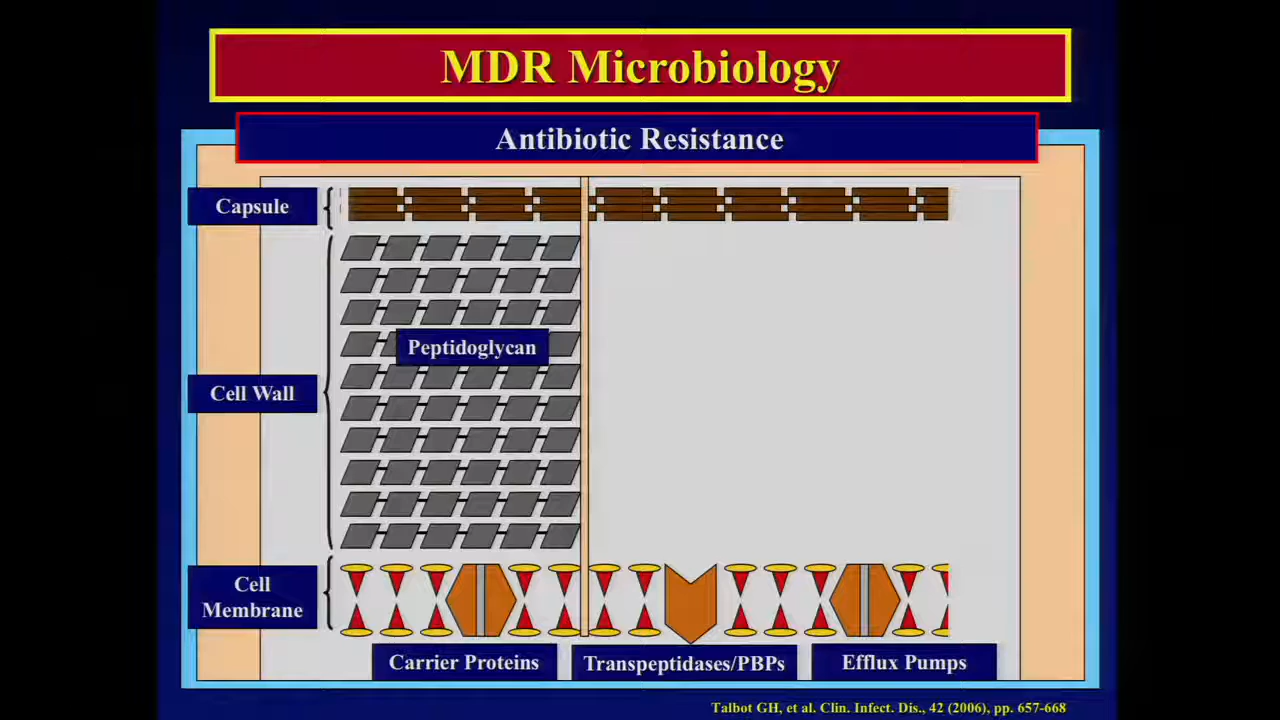 MDR Microbiology
Antibiotic Resistance
Capsule
Peptidoglycan
Cell Wall
Cell
Membrane
Carrier Proteins
Transpeptidases/PBPs
Efflux Pumps
Talbot GH, et al. Clin. Infect. Dis., 42 (2006), pp. 657-668